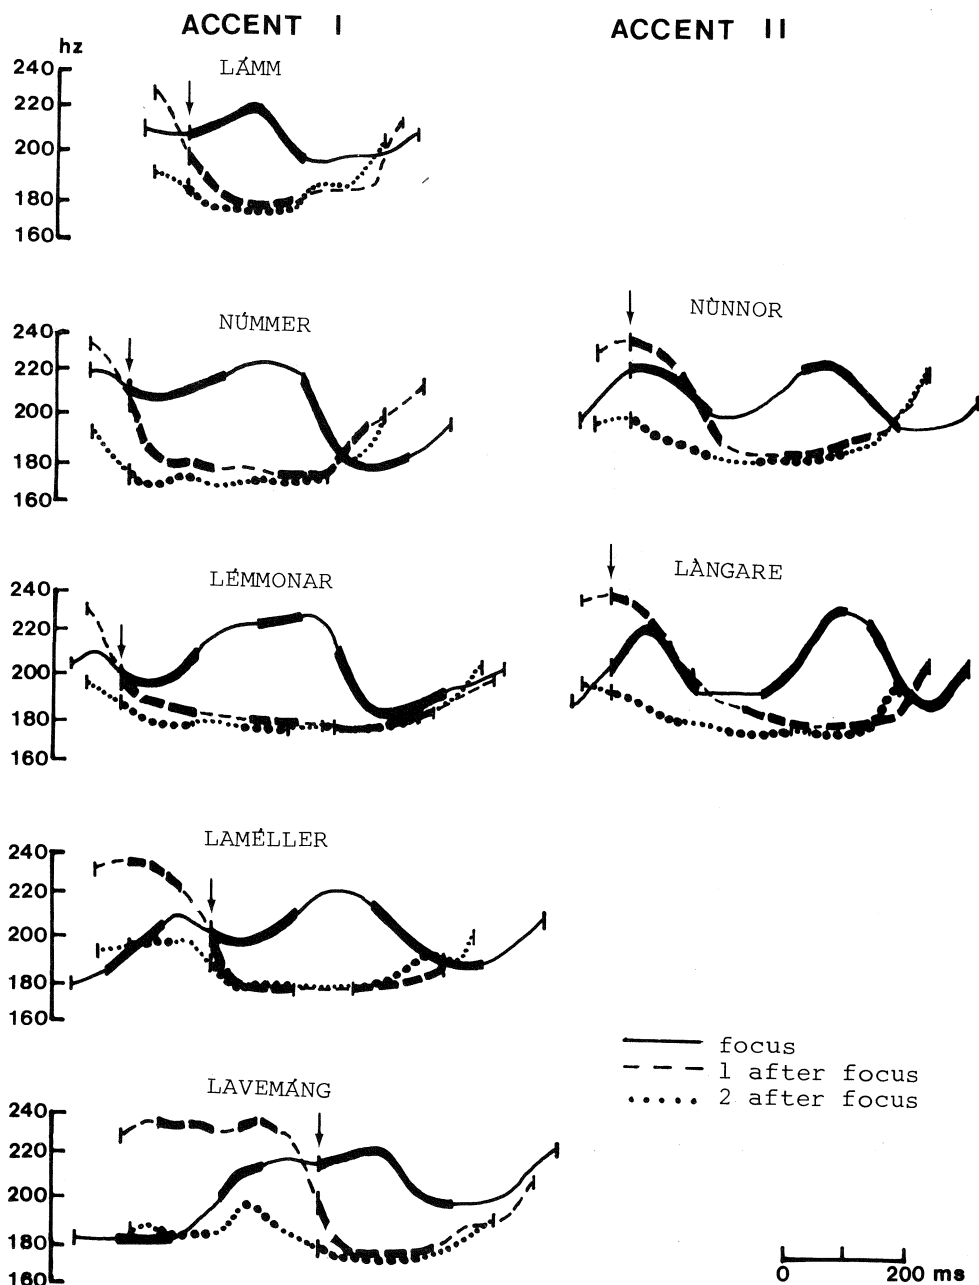 ACCENT I
ACCENT II
hz
LÁMM
240
220
200
180
160
NÚMMER
NÙNNOR
240
220
200
180
160
LÉMMONAR
LÀNGARE
240
220
200
180
160
LAMÉLLER
240
220
200
180
160
focus
1 after focus
2 after focus
LAVEMÁNG
240
220
200
180
160
0 200 ms